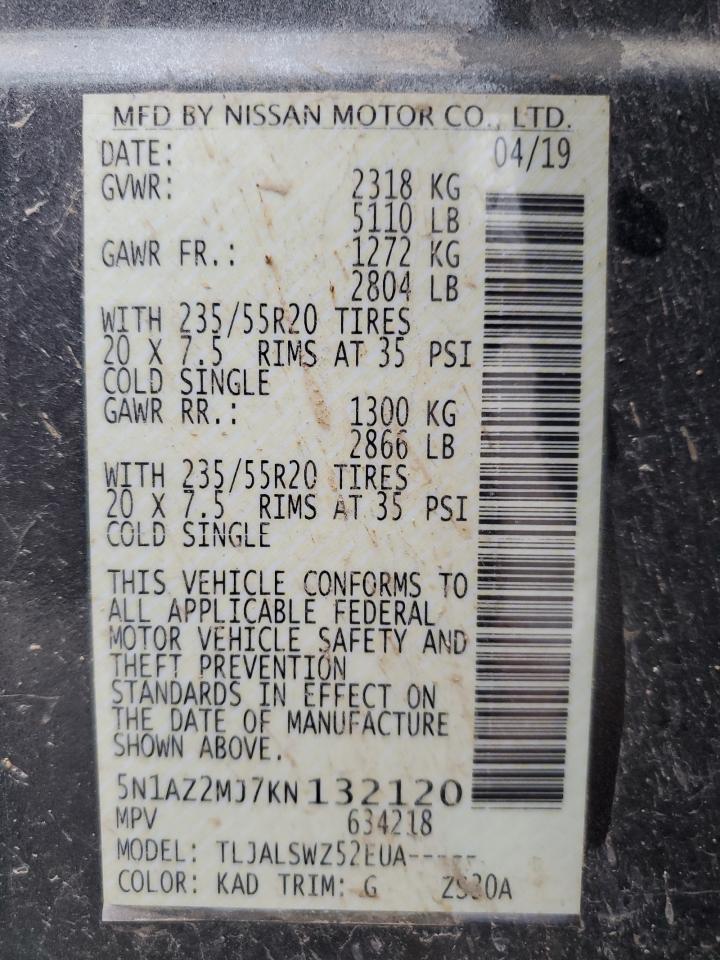 MFD BY NISSAN MOTOR CO., LTD.
DATE: 04/19
GVWR: 2318 KG
5110 LB
GAWR FR.: 1272 KG
2804 LB
WITH 235/55R20 TIRES
20 X 7.5 RIMS AT 35 PSI
COLD SINGLE
GAWR RR.: 1300 KG
2866 LB
WITH 235/55R20 TIRES
20 X 7.5 RIMS AT 35 PSI
COLD SINGLE
THIS VEHICLE CONFORMS TO
ALL APPLICABLE FEDERAL
MOTOR VEHICLE SAFETY AND
THEFT PREVENTION
STANDARDS IN EFFECT ON
THE DATE OF MANUFACTURE
SHOWN ABOVE.
5N1AZ2MJ7KN132120
MPV 634218
MODEL: TLJALSWZ52EUA-----
COLOR: KAD TRIM: G